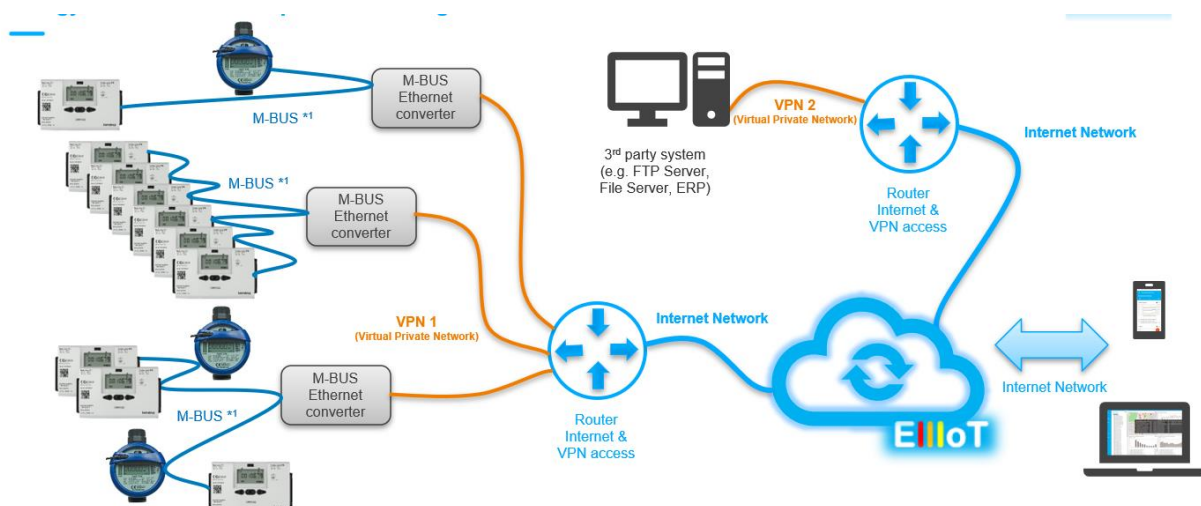 M-BUS
Ethernet
converter
M-BUS *1
M-BUS *1
M-BUS
Ethernet
converter
VPN 1
(Virtual Private Network)
M-BUS *1
M-BUS
Ethernet
converter
Router
Internet &
VPN access
Internet Network
3rd party system
(e.g. FTP Server,
File Server, ERP)
VPN 2
(Virtual Private Network)
Router
Internet &
VPN access
Internet Network
EIIIoT
Internet Network